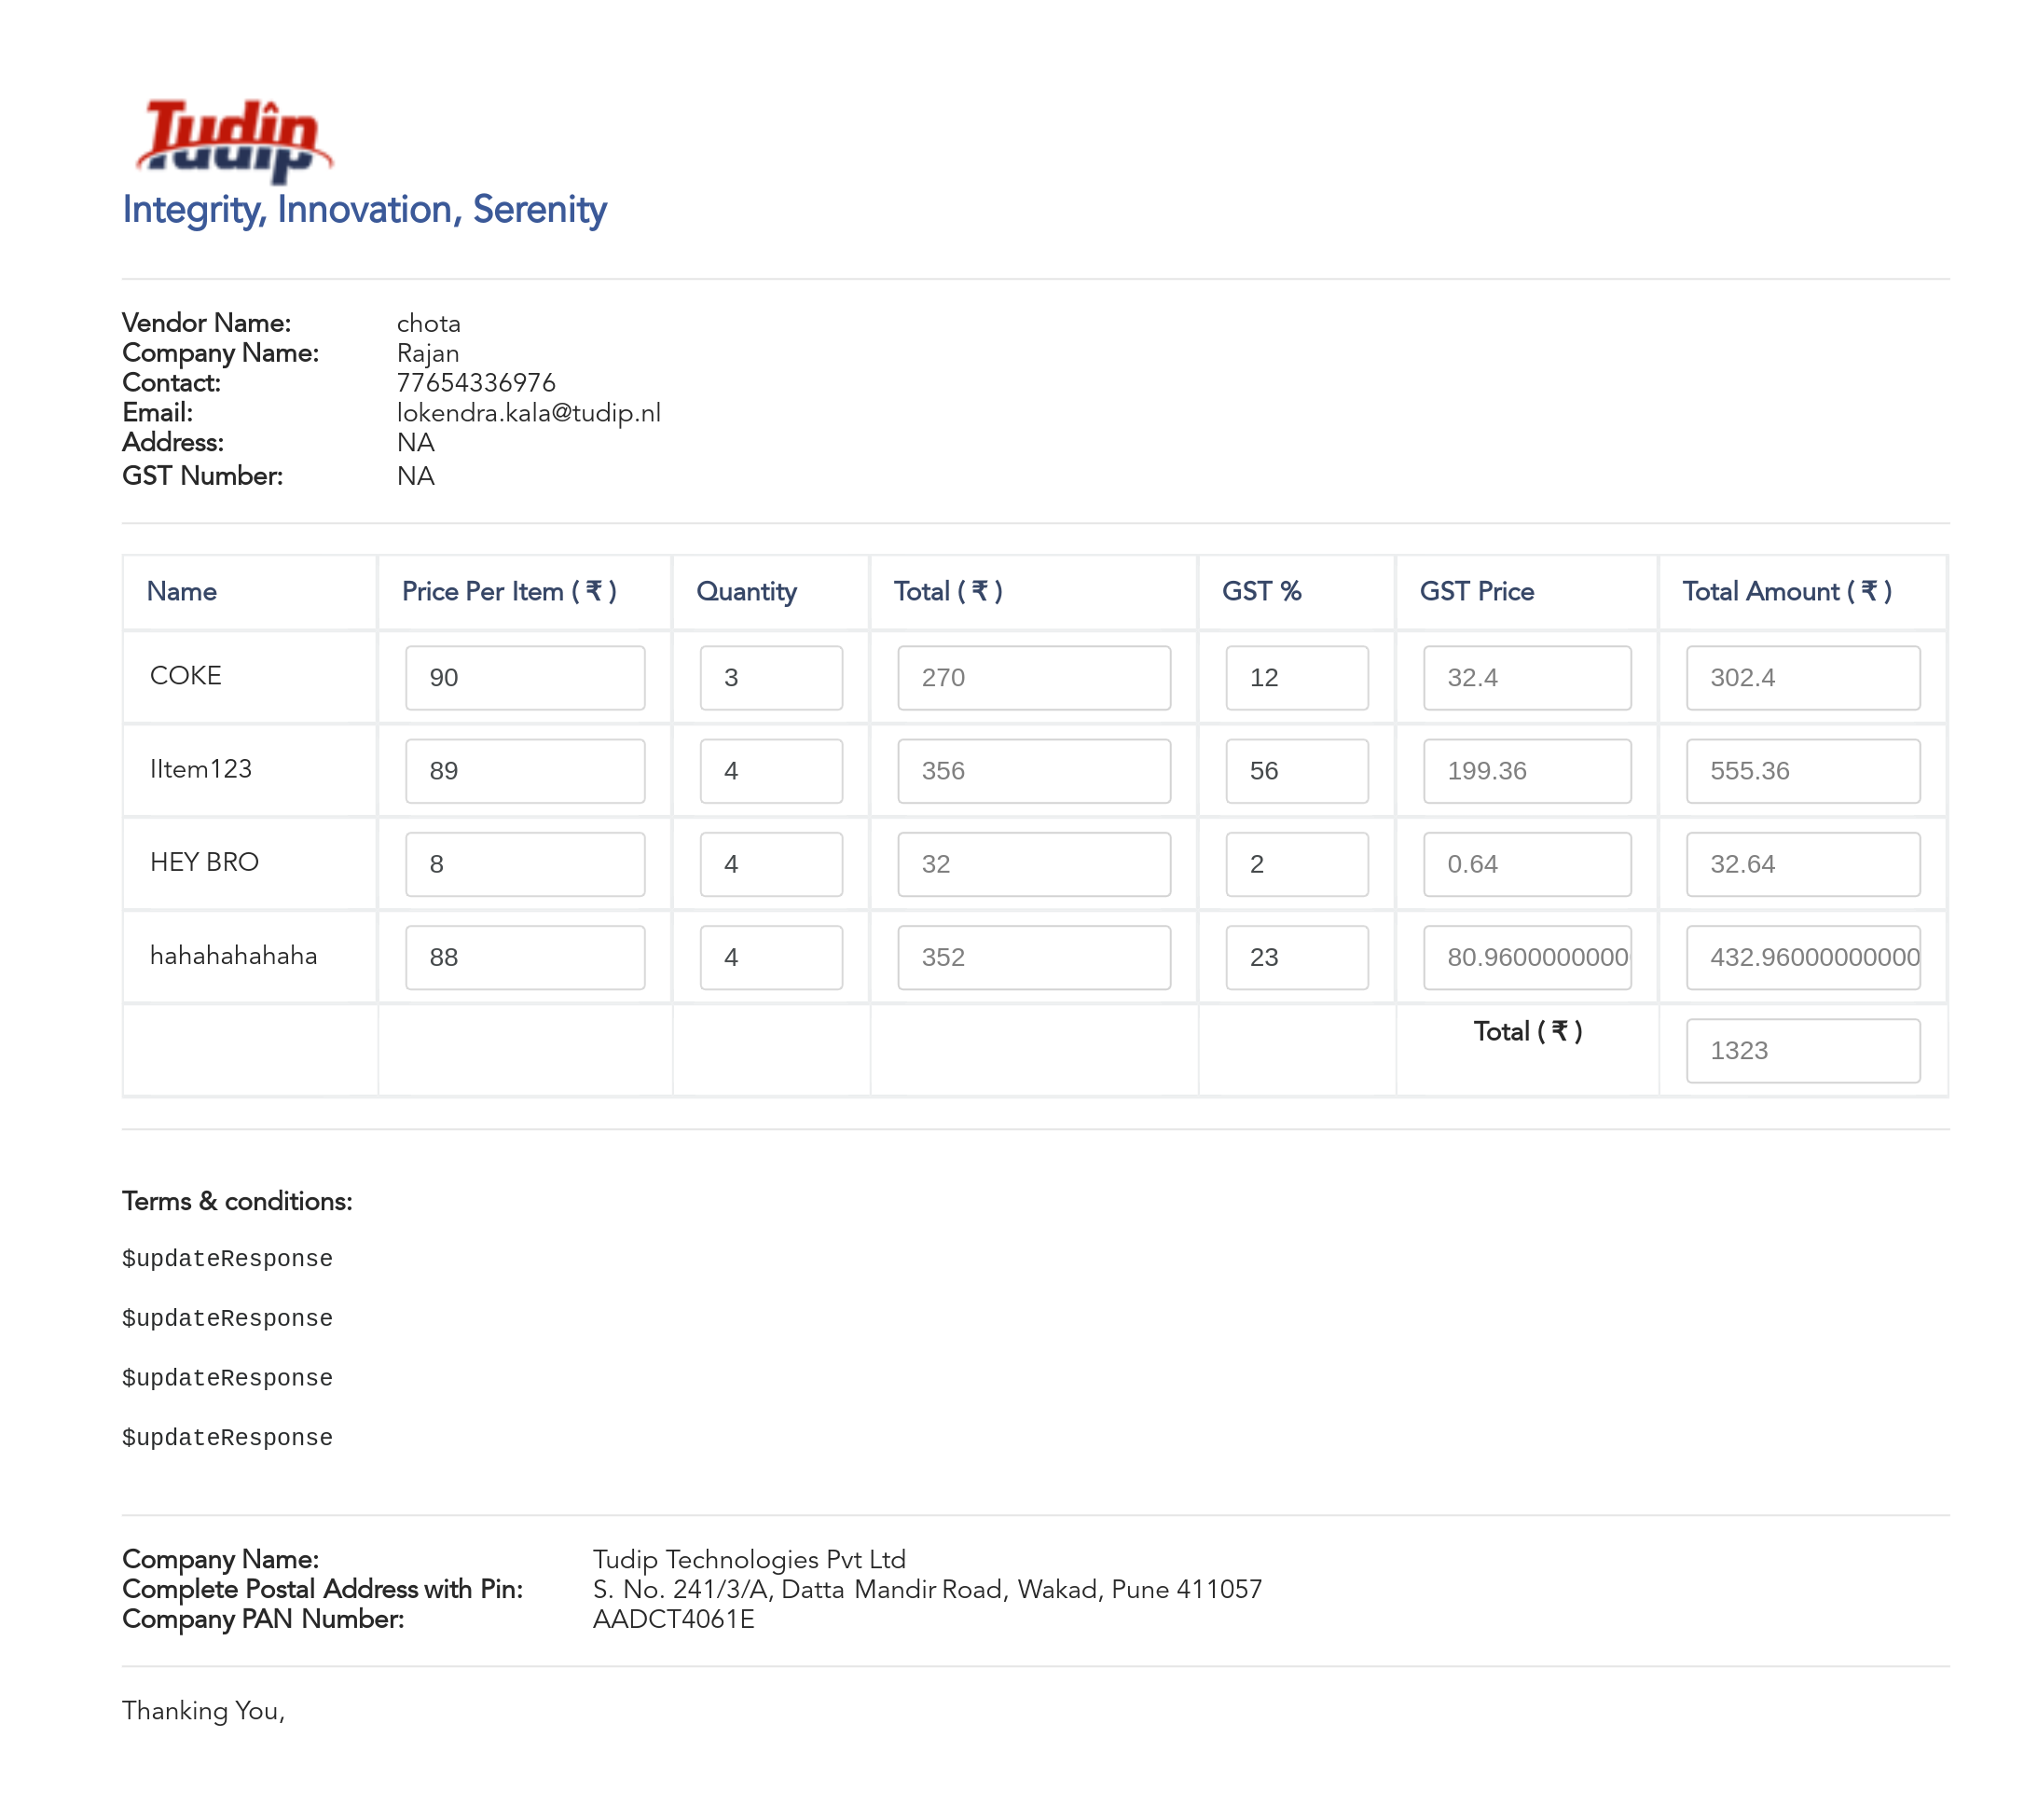 Tudip
Integrity, Innovation, Serenity
Vendor Name: chota
Company Name: Rajan
Contact: 77654336976
Email: lokendra.kala@tudip.nl
Address: NA
GST Number: NA
Name Price Per Item ( ₹ ) Quantity Total ( ₹ ) GST % GST Price Total Amount ( ₹ )
COKE 90 3 270 12 32.4 302.4
IItem123 89 4 356 56 199.36 555.36
HEY BRO 8 4 32 2 0.64 32.64
hahahahahaha 88 4 352 23 80.9600000000 432.96000000000
Total ( ₹ ) 1323
Terms & conditions:
$updateResponse
$updateResponse
$updateResponse
$updateResponse
Company Name: Tudip Technologies Pvt Ltd
Complete Postal Address with Pin: S. No. 241/3/A, Datta Mandir Road, Wakad, Pune 411057
Company PAN Number: AADCT4061E
Thanking You,